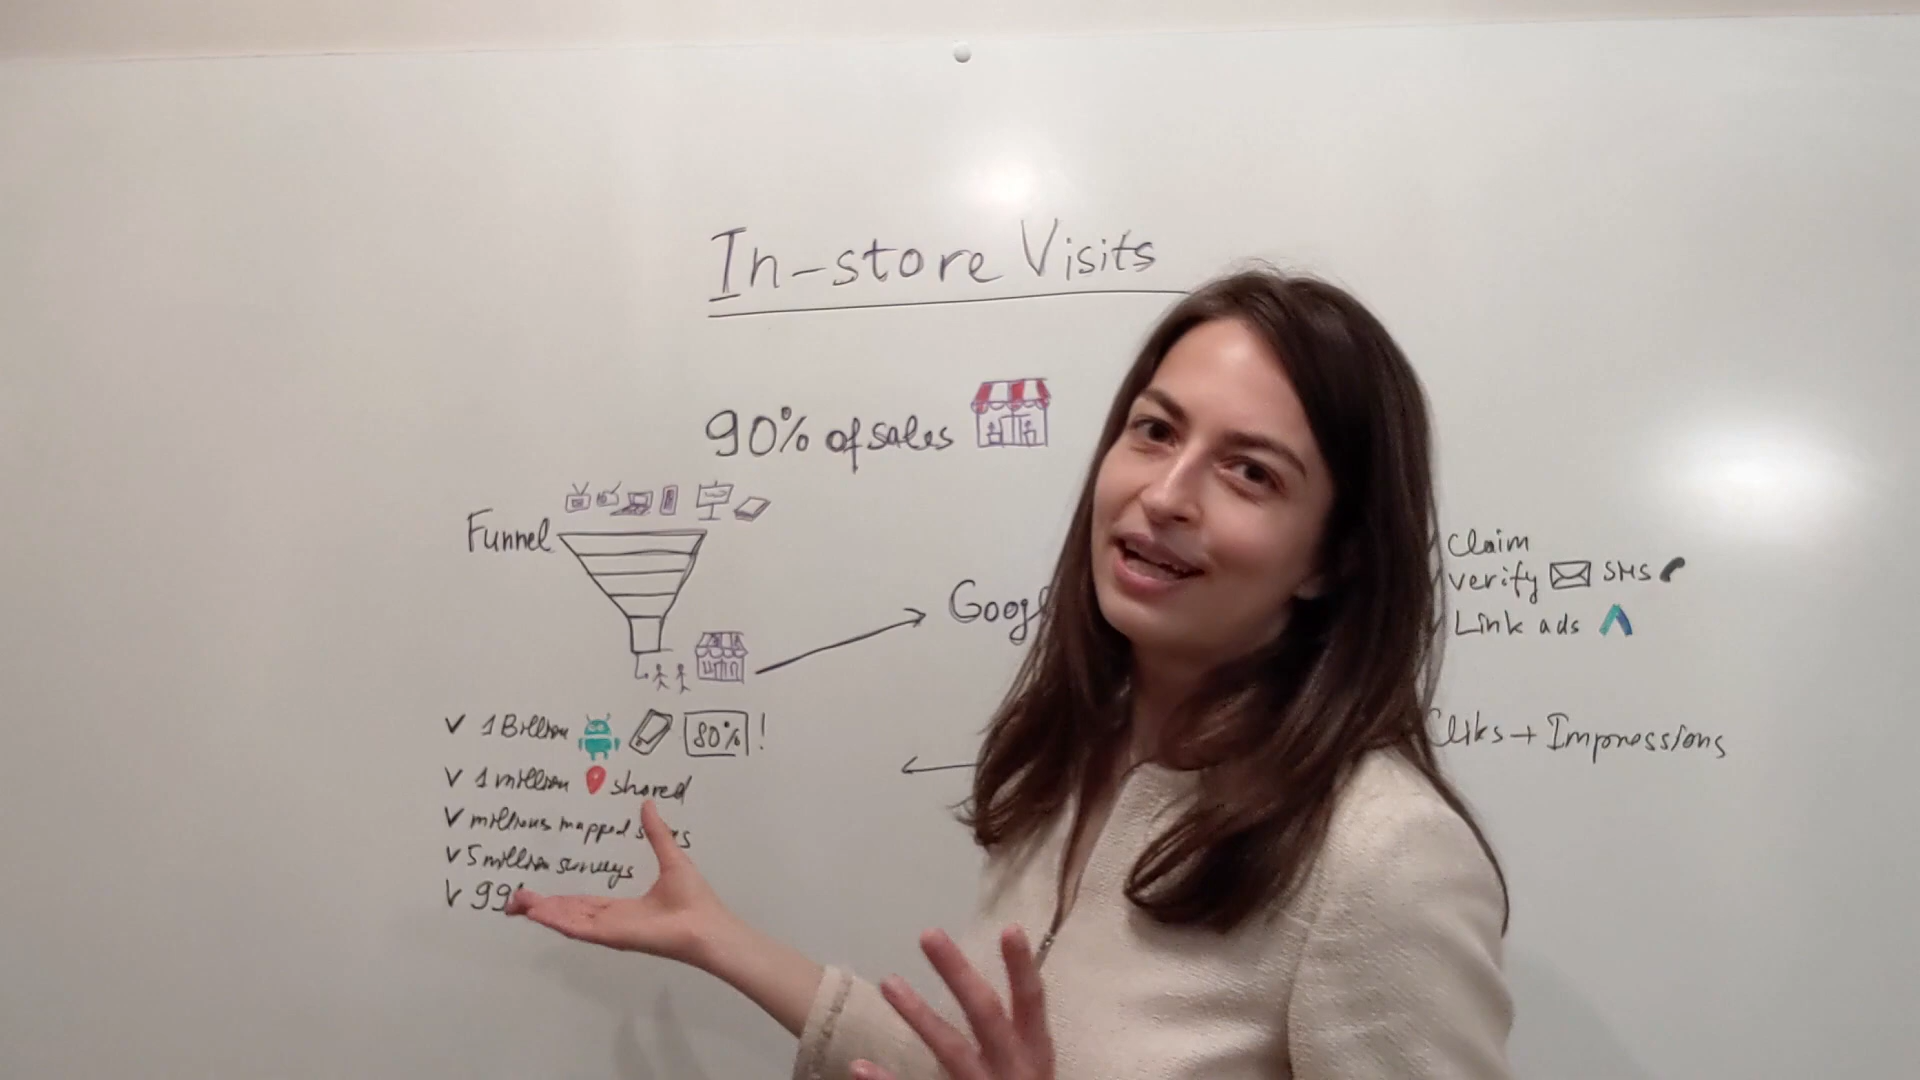 In-store Visits
90% of sales
Funnel
Claim
verify SMS
Link ads
V 1 Billion 80% !
Cliks + Impressions
V 1 million shared
V millions mapped
V 5 million surveys
V 99